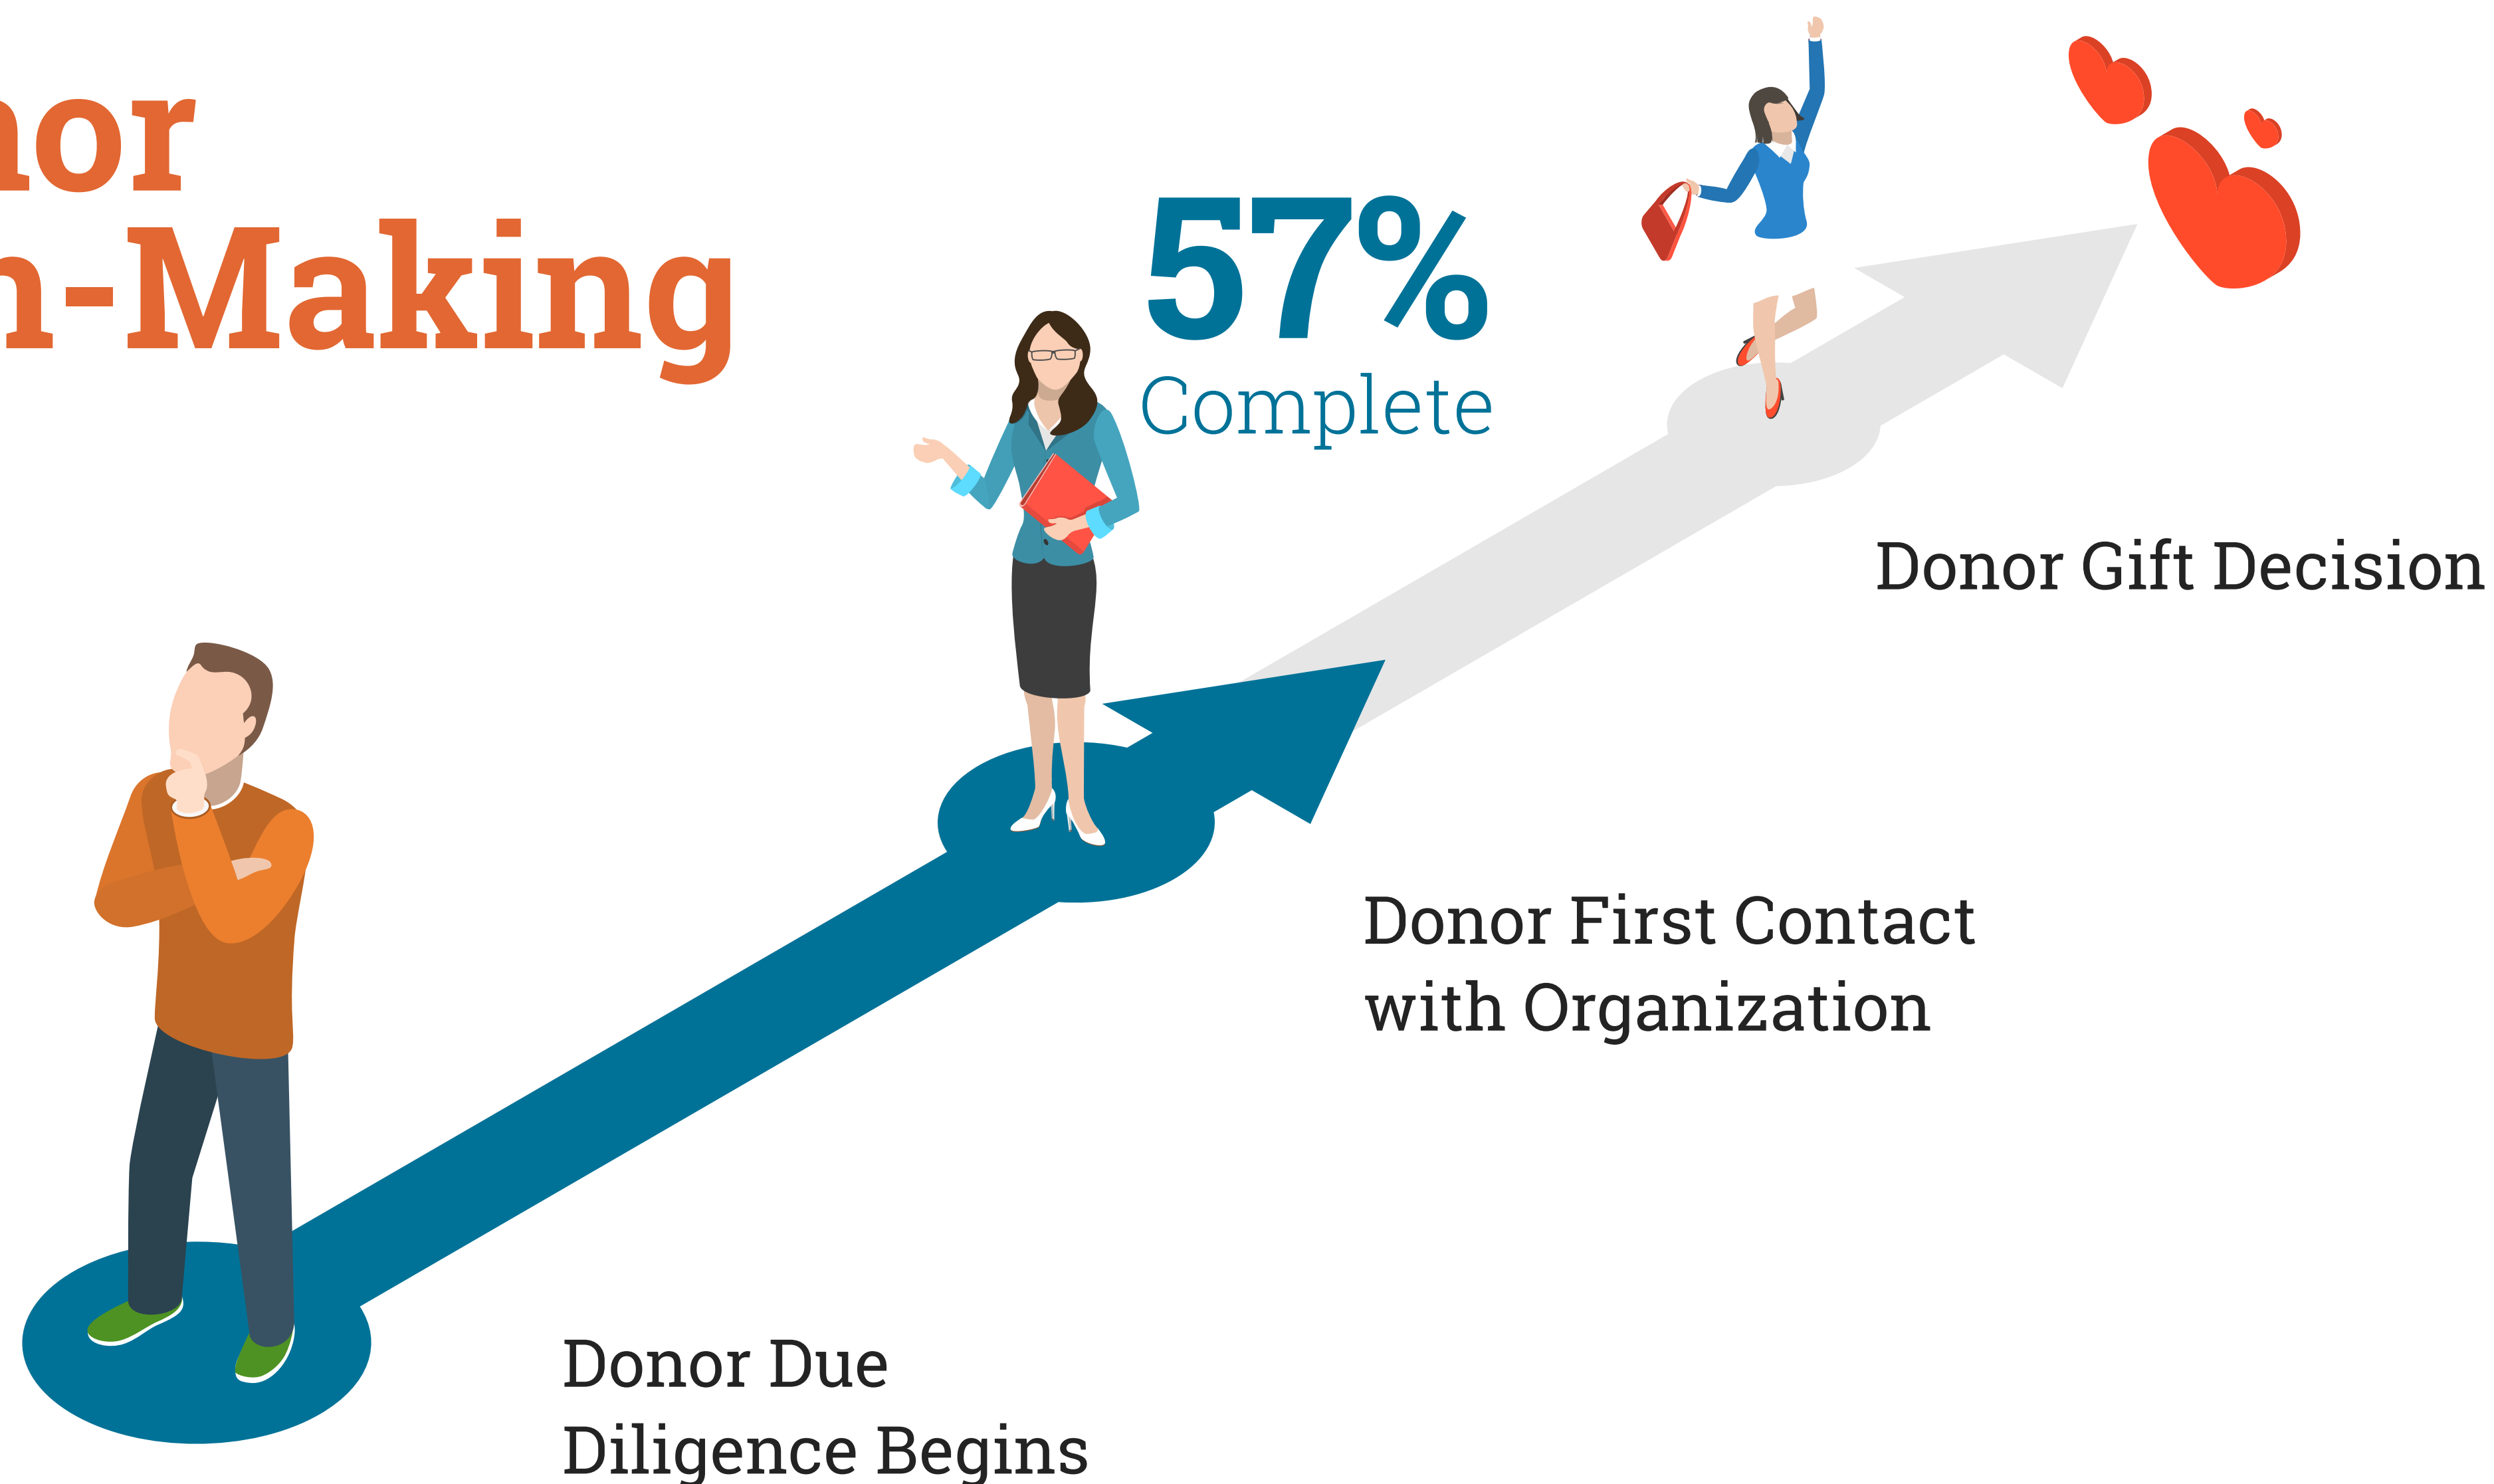 nor
n-Making
57%
Complete
Donor Gift Decision
Donor First Contact
with Organization
Donor Due
Diligence Begins